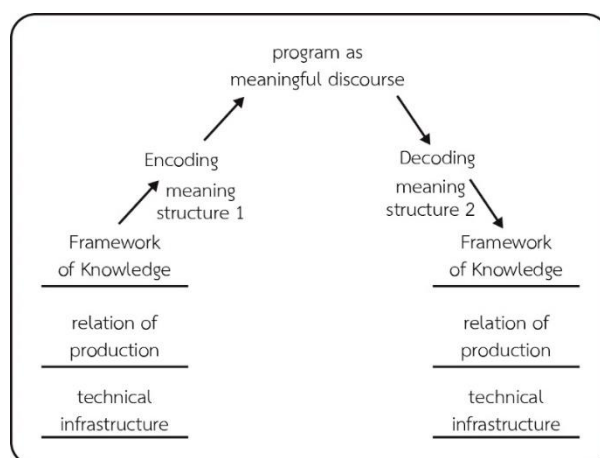 program as
meaningful discourse
Encoding
Decoding
meaning
structure 1
meaning
structure 2
Framework
of Knowledge
Framework
of Knowledge
relation of
production
relation of
production
technical
infrastructure
technical
infrastructure